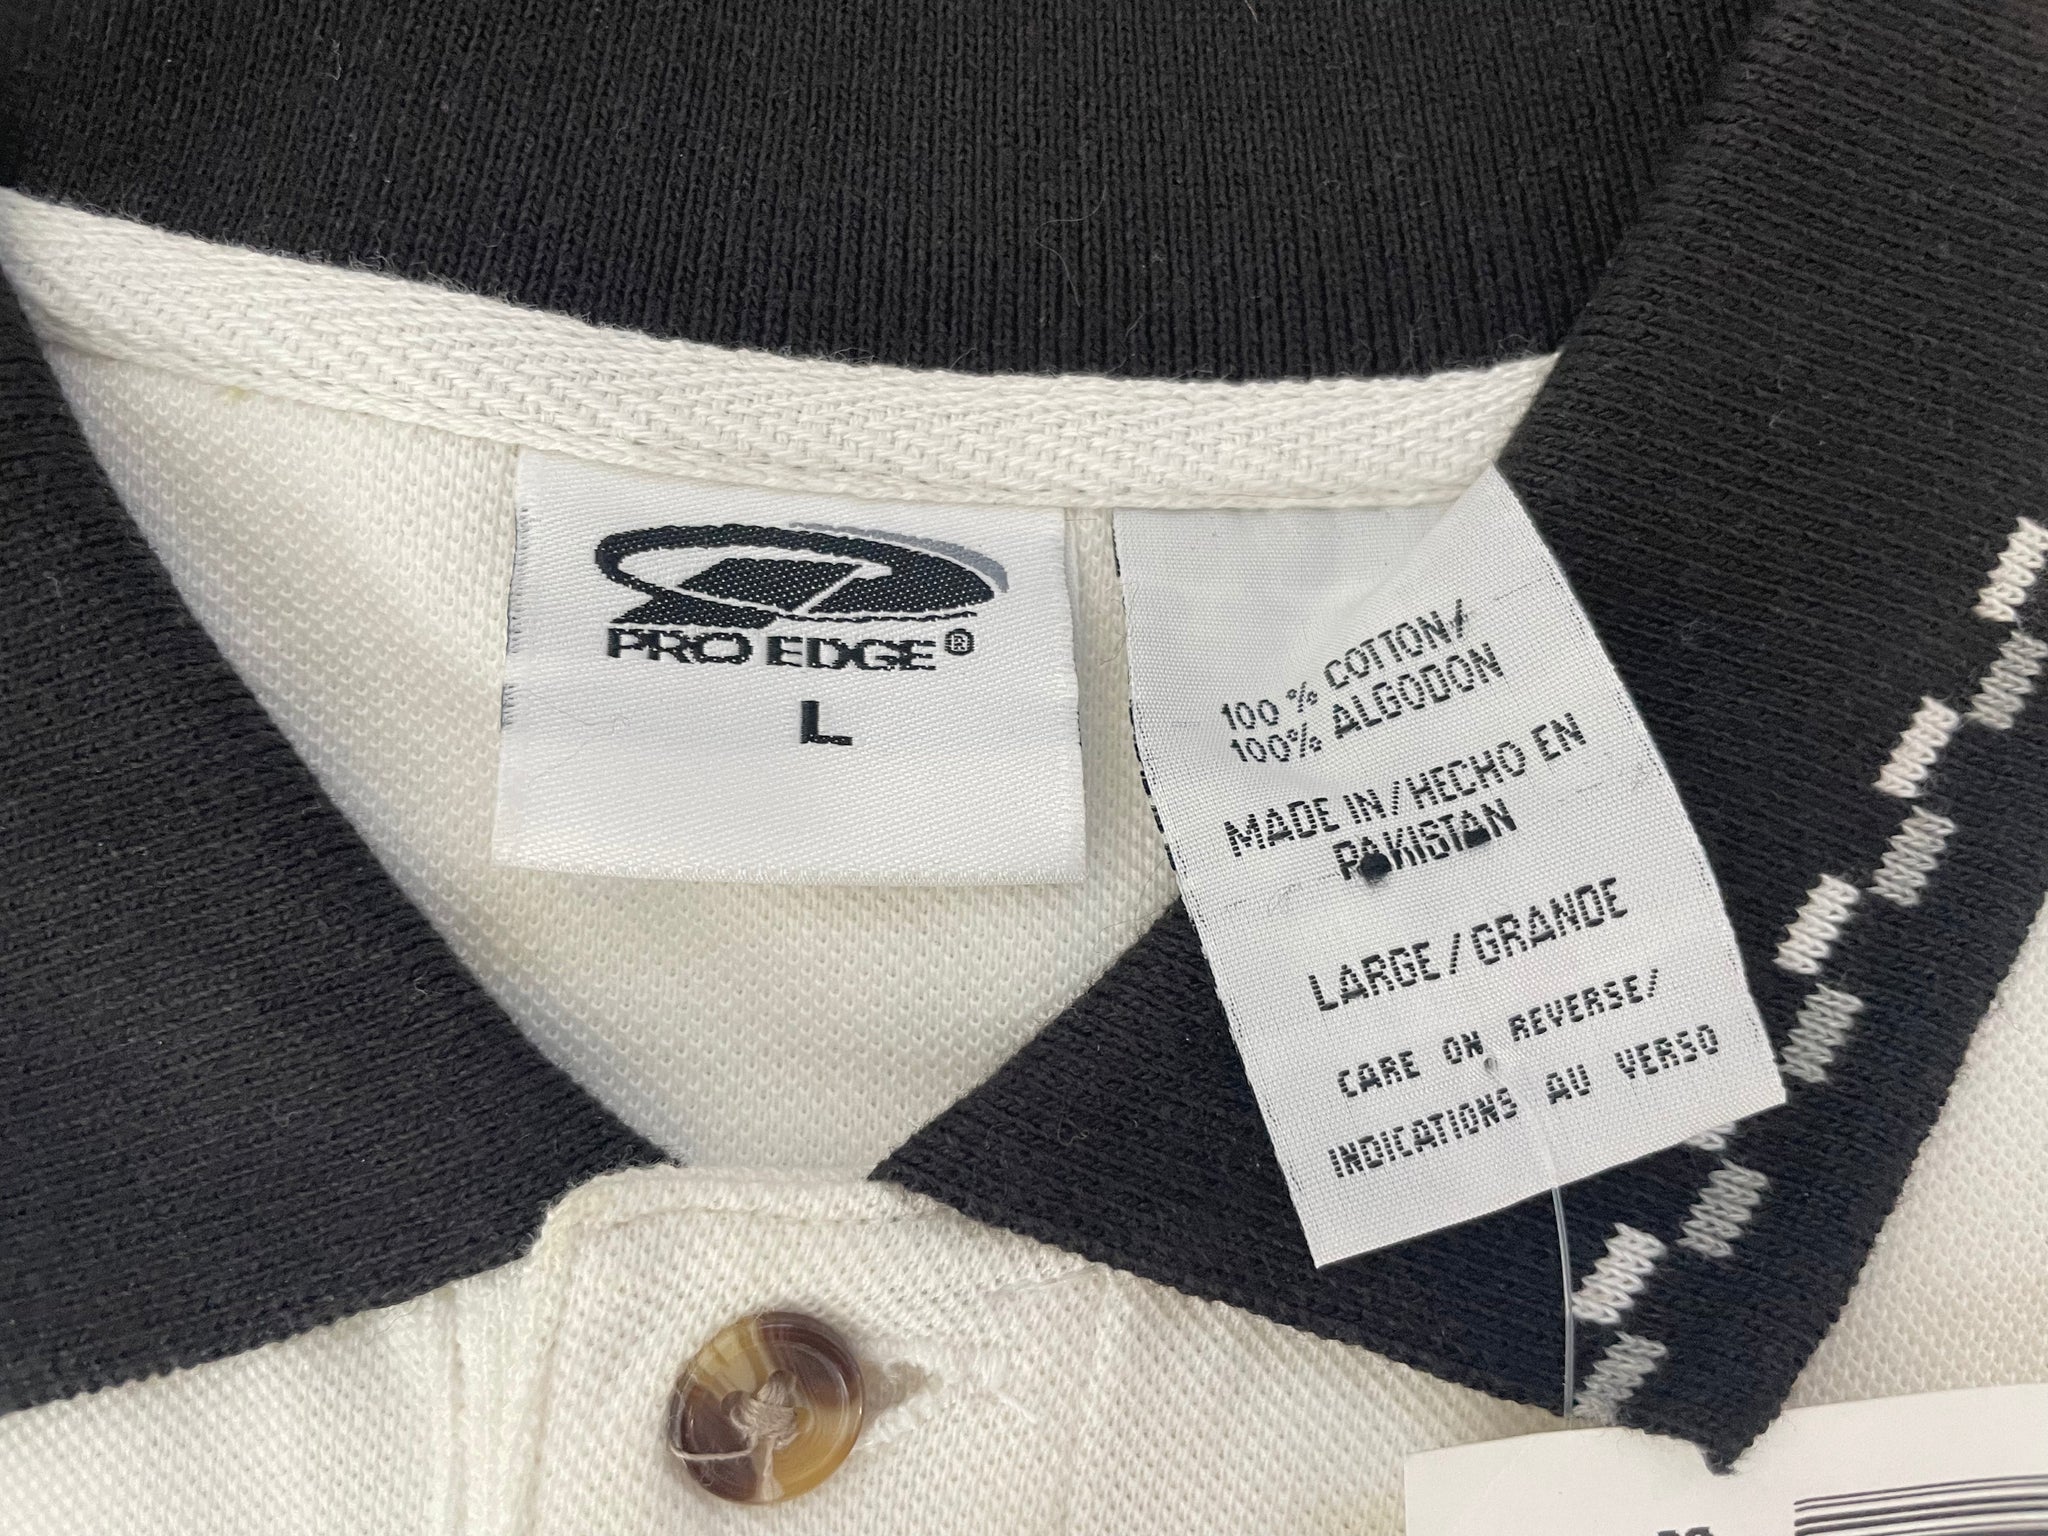 PRO EDGE®
L
100% COTTON/
100% ALGODON
MADE IN/HECHO EN
PAKISTAN
LARGE/GRANDE
CARE ON REVERSE/
INDICATIONS AU VERSO